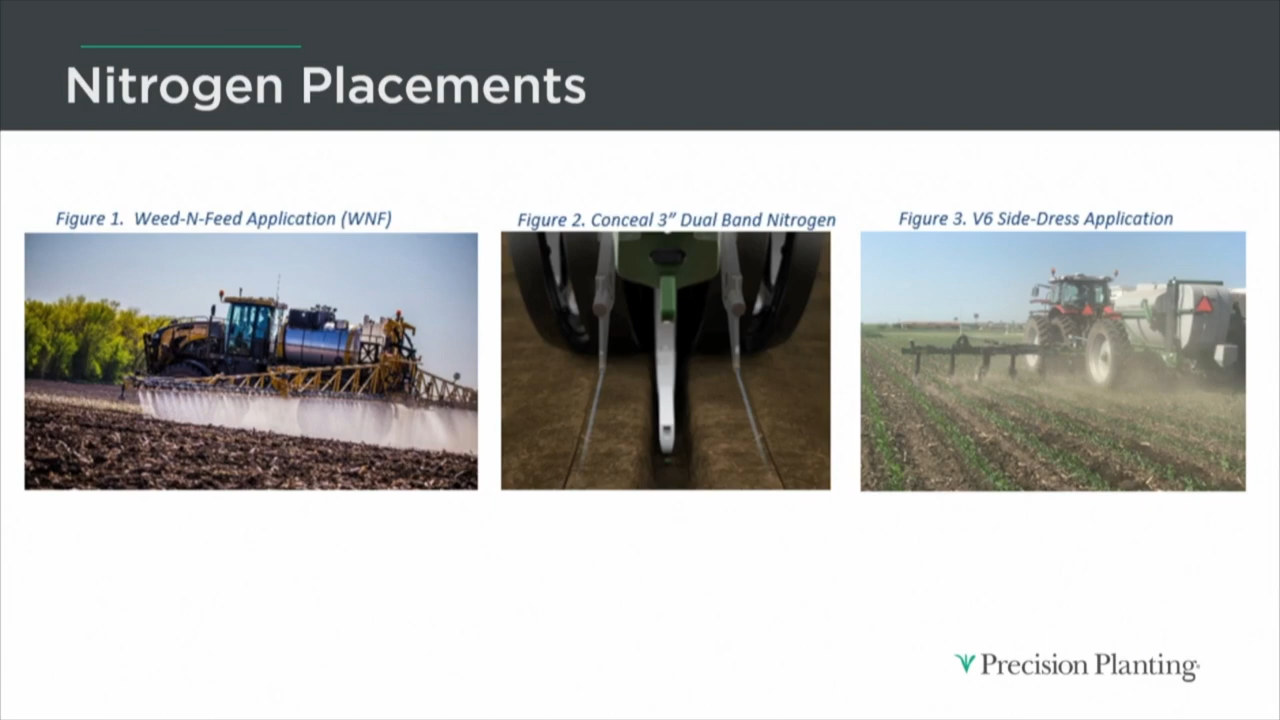 Nitrogen Placements
Figure 1. Weed-N-Feed Application (WNF)
Figure 2. Conceal 3” Dual Band Nitrogen
Figure 3. V6 Side-Dress Application
Precision Planting